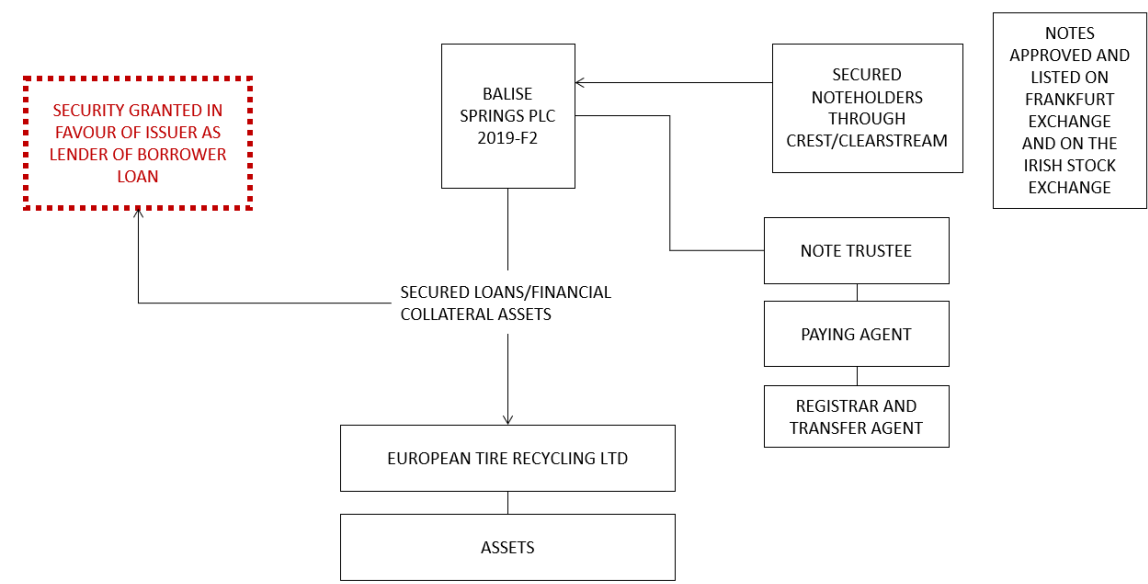 SECURITY GRANTED IN
FAVOUR OF ISSUER AS
LENDER OF BORROWER
LOAN
BALISE
SPRINGS PLC
2019-F2
SECURED
NOTEHOLDERS
THROUGH
CREST/CLEARSTREAM
NOTES
APPROVED AND
LISTED ON
FRANKFURT
EXCHANGE
AND ON THE
IRISH STOCK
EXCHANGE
NOTE TRUSTEE
SECURED LOANS/FINANCIAL
COLLATERAL ASSETS
PAYING AGENT
REGISTRAR AND
TRANSFER AGENT
EUROPEAN TIRE RECYCLING LTD
ASSETS